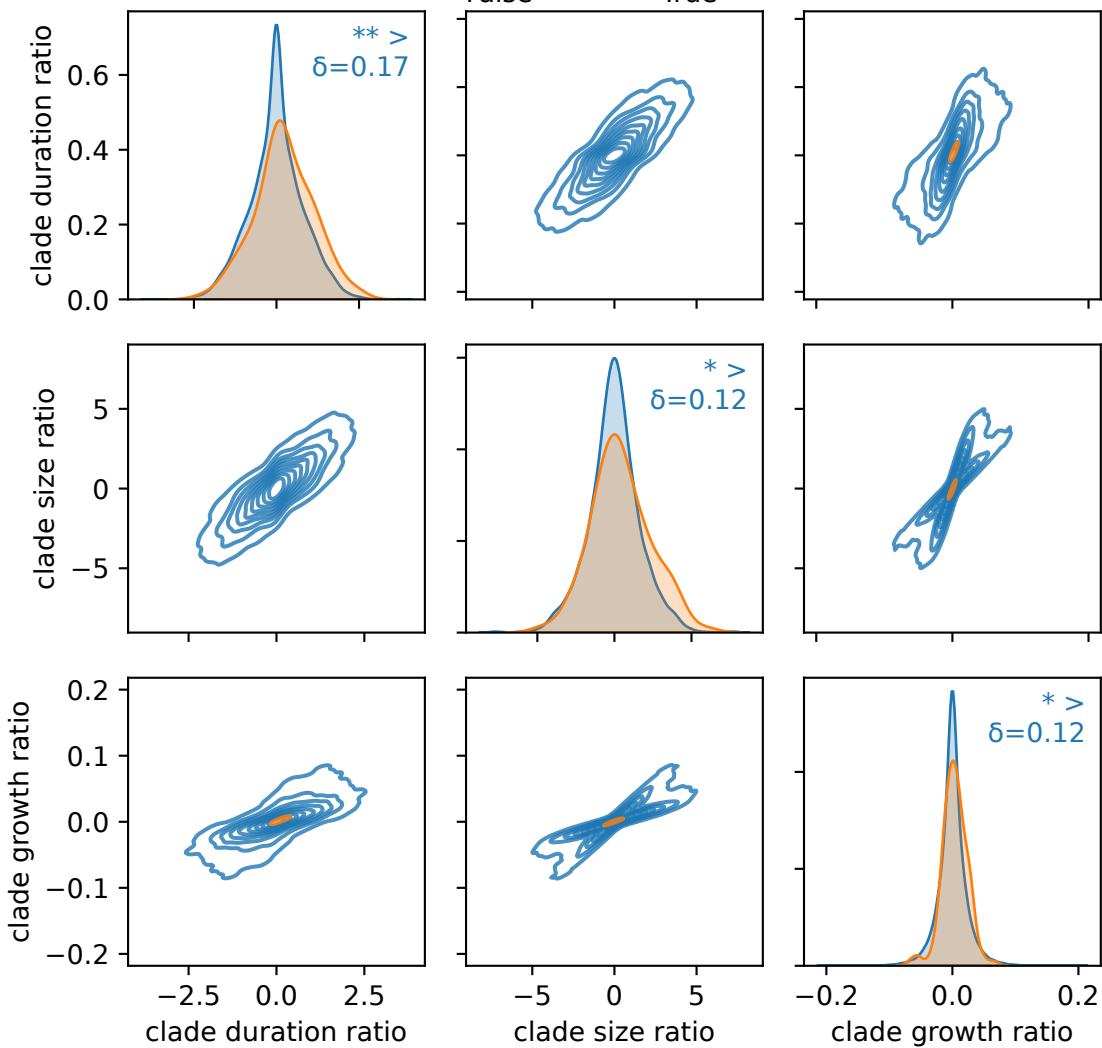 False True
clade duration ratio
0.6
0.4
0.2
0.0
** >
δ=0.17
clade size ratio
5
0
−5
* >
δ=0.12
clade growth ratio
0.2
0.1
0.0
−0.1
−0.2
* >
δ=0.12
−2.5 0.0 2.5
−5 0 5
−0.2 0.0 0.2
clade duration ratio
clade size ratio
clade growth ratio